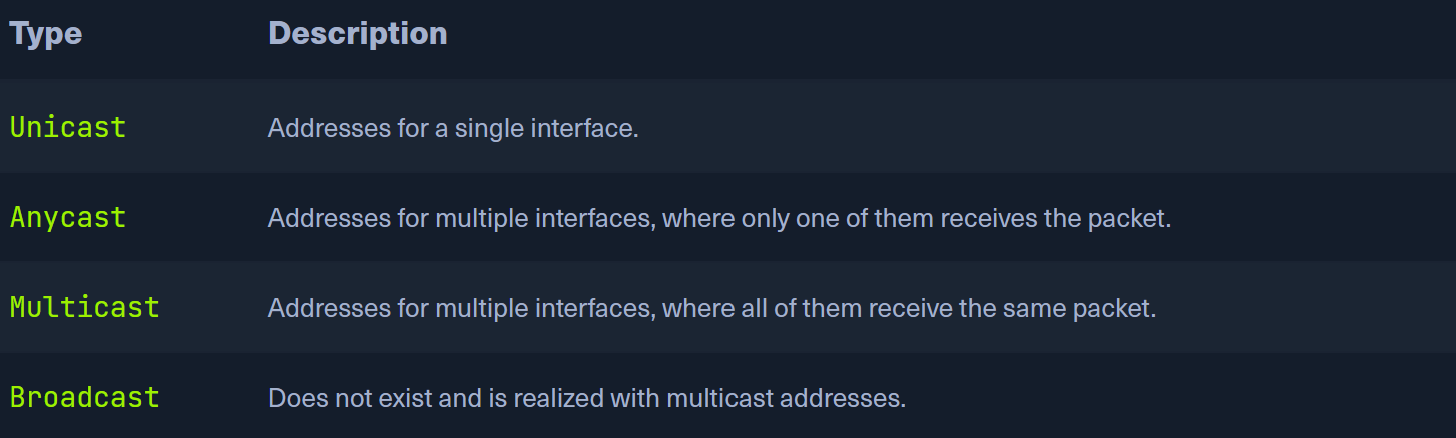 Type Description
Unicast Addresses for a single interface.
Anycast Addresses for multiple interfaces, where only one of them receives the packet.
Multicast Addresses for multiple interfaces, where all of them receive the same packet.
Broadcast Does not exist and is realized with multicast addresses.